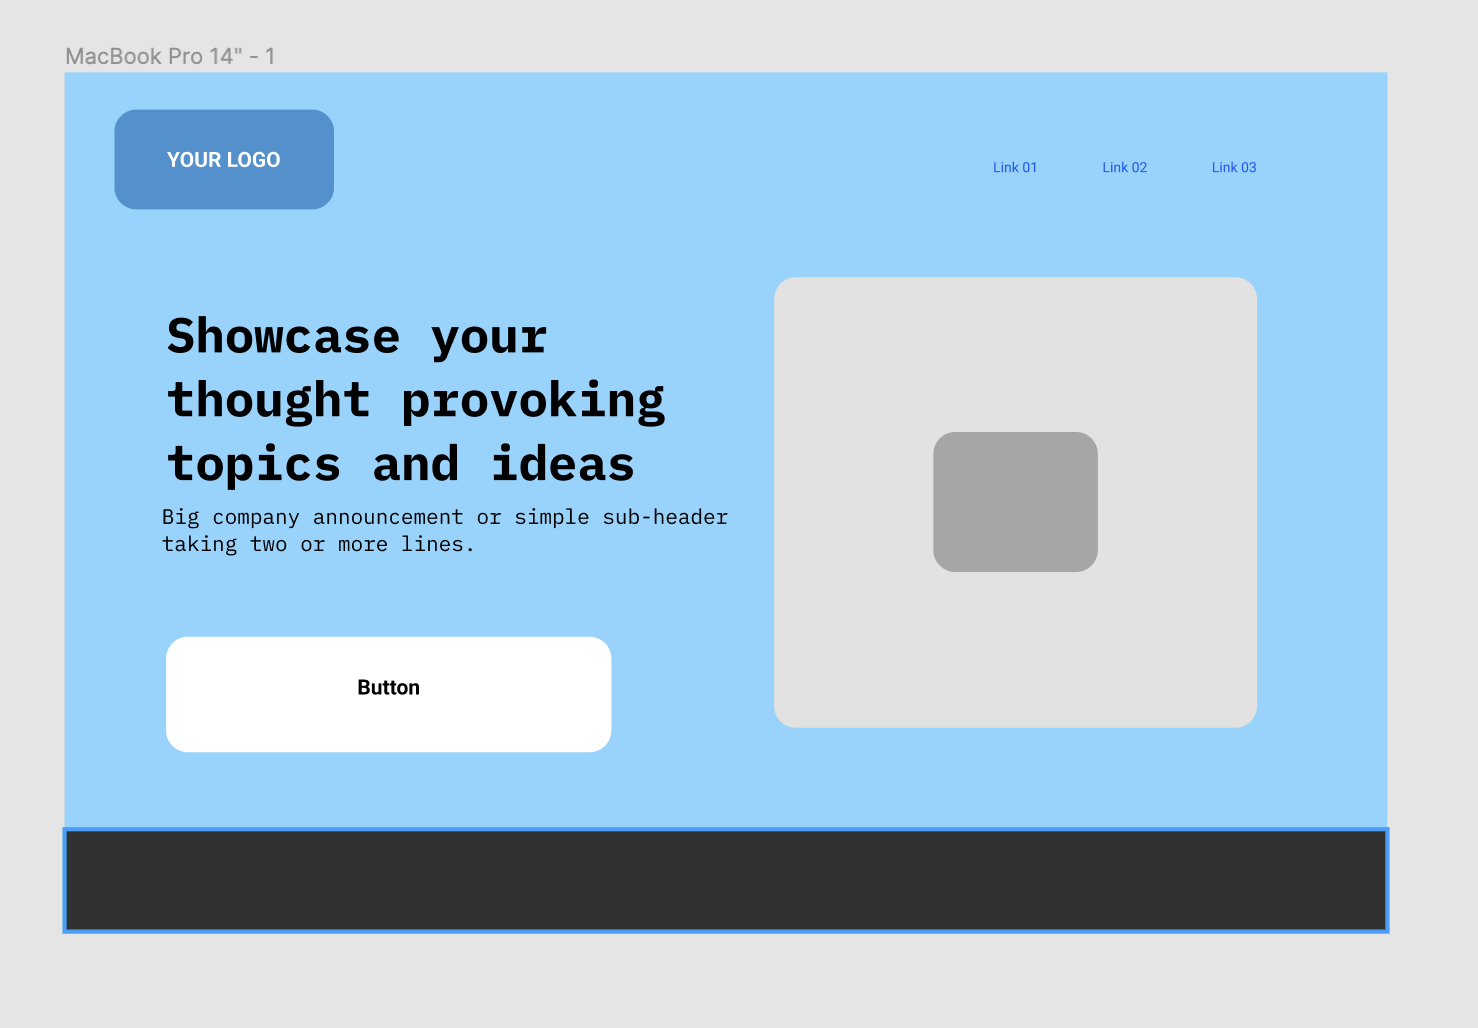 MacBook Pro 14" - 1
YOUR LOGO
Link 01 Link 02 Link 03
Showcase your
thought provoking
topics and ideas
Big company announcement or simple sub-header
taking two or more lines.
Button